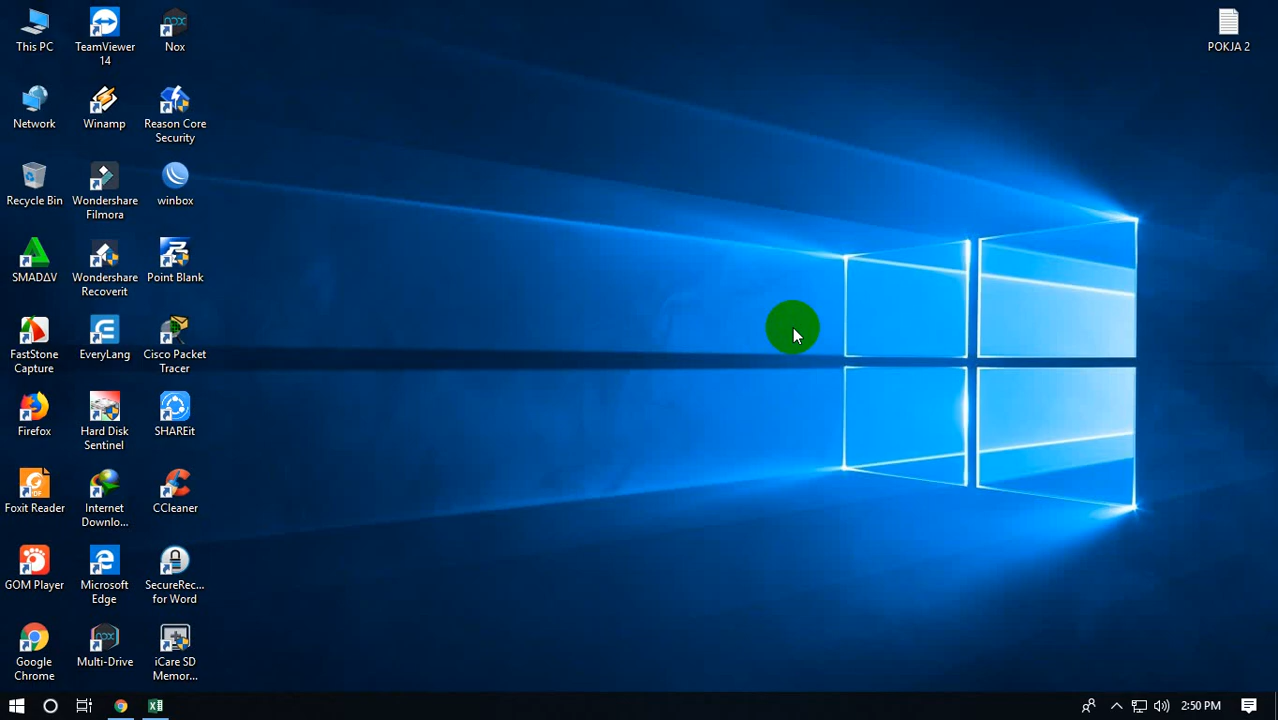 This PC
TeamViewer
14
Nox
POKJA 2
Network
Winamp
Reason Core
Security
Recycle Bin
Wondershare
Filmora
winbox
SMADΔV
Wondershare
Recoverit
Point Blank
FastStone
Capture
EveryLang
Cisco Packet
Tracer
Firefox
Hard Disk
Sentinel
SHAREit
Foxit Reader
Internet
Downlo...
CCleaner
GOM Player
Microsoft
Edge
SecureRec...
for Word
Google
Chrome
Multi-Drive
iCare SD
Memor...
2:50 PM